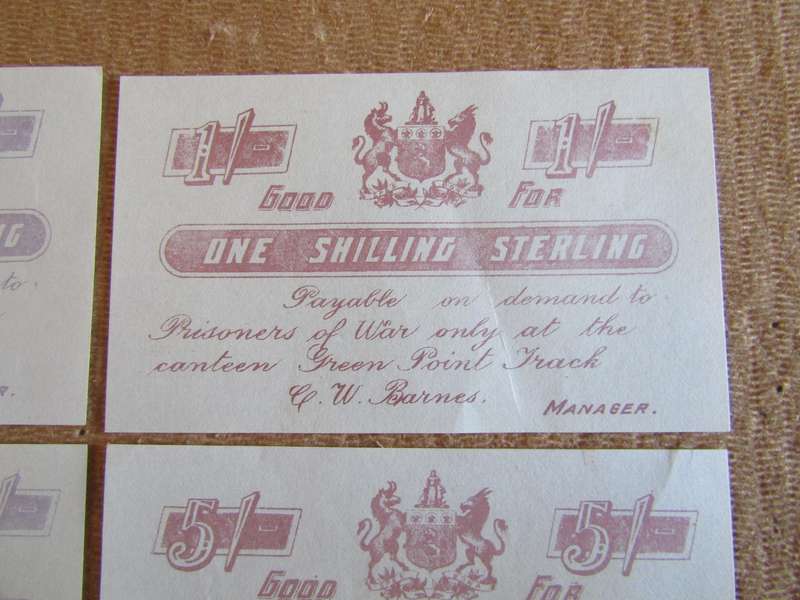 1/- 1/-
GOOD FOR
ONE SHILLING STERLING
Payable on demand to
Prisoners of War only at the
canteen Green Point Track
C. W. Barnes. MANAGER.
5/- 5/-
GOOD FOR
to